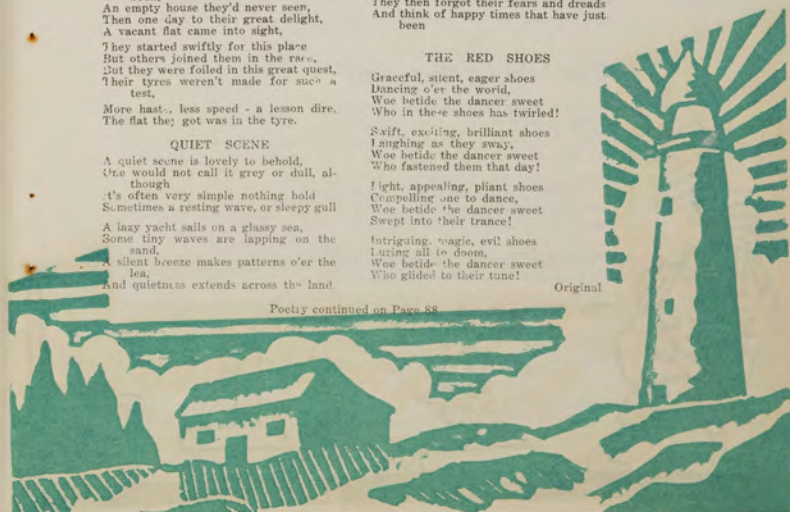 An empty house they'd never seen,
Then one day to their great delight,
A vacant flat came into sight,
They started swiftly for this place
But others joined them in the race,
But they were foiled in this great quest,
Their tyres weren't made for such a
test,
More haste, less speed - a lesson dire.
The flat they got was in the tyre.
QUIET SCENE
A quiet scene is lovely to behold,
One would not call it grey or dull, al-
though
It's often very simple nothing bold
Sometimes a resting wave, or sleepy gull
A lazy yacht sails on a glassy sea,
Some tiny waves are lapping on the
sand,
A silent breeze makes patterns o'er the
lea,
And quietness extends across the land
They then forgot their fears and dreads
And think of happy times that have just
been
THE RED SHOES
Graceful, silent, eager shoes
Dancing o'er the world,
Woe betide the dancer sweet
Who in these shoes has twirled!
Swift, exciting, brilliant shoes
Laughing as they sway,
Woe betide the dancer sweet
Who fastened them that day!
Light, appealing, pliant shoes
Compelling one to dance,
Woe betide the dancer sweet
Swept into their trance!
Intriguing, magic, evil shoes
Luring all to doom,
Woe betide the dancer sweet
Who glided to their tune!
Original
Poetry continued on Page 88